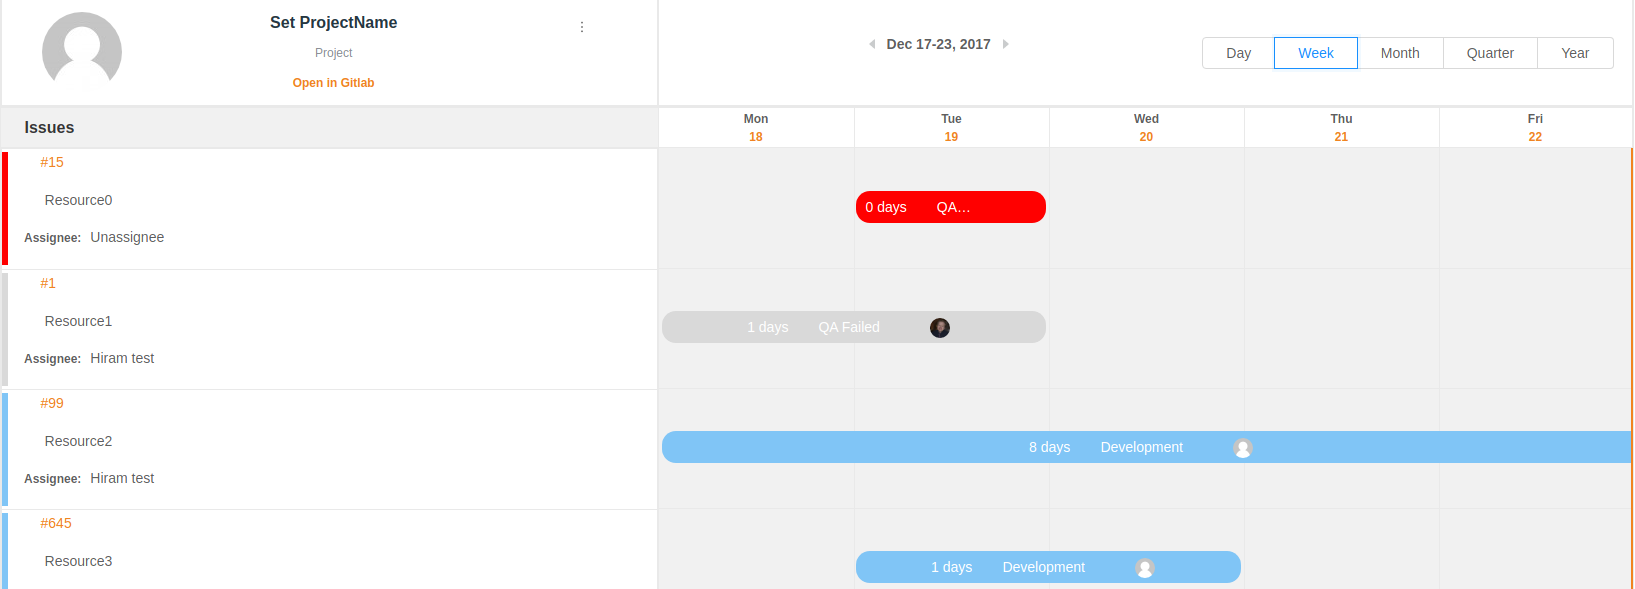 Set ProjectName
⋮
Project
Open in Gitlab
Dec 17-23, 2017
Day Week Month Quarter Year
Issues
Mon Tue Wed Thu Fri
18 19 20 21 22
#15
Resource0
0 days QA...
Assignee: Unassignee
#1
Resource1
1 days QA Failed
Assignee: Hiram test
#99
Resource2
8 days Development
Assignee: Hiram test
#645
Resource3
1 days Development